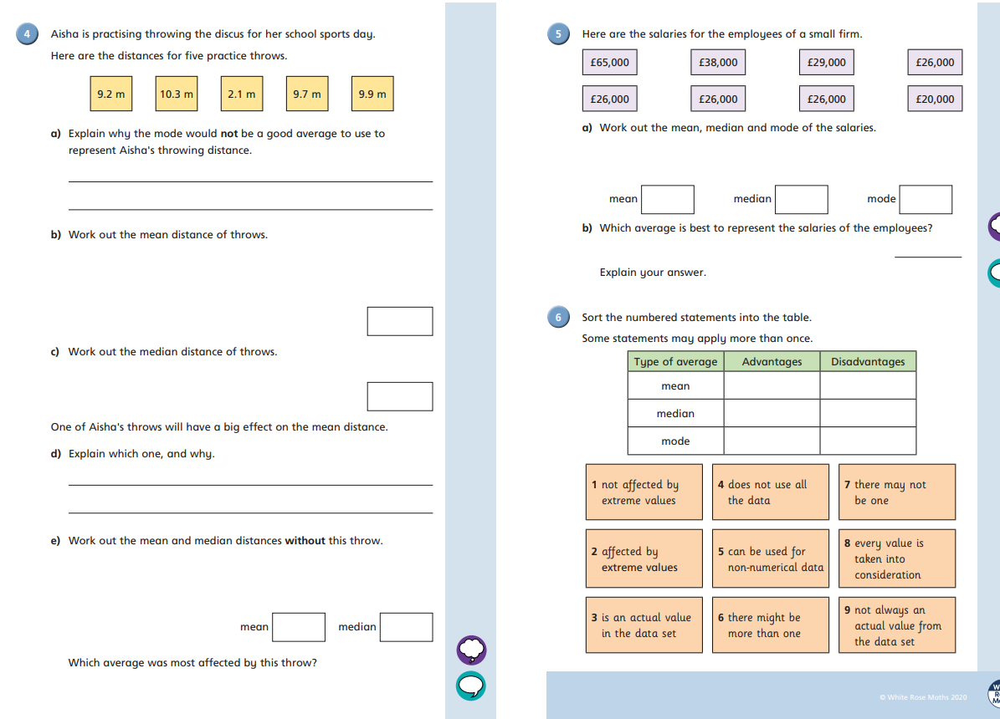 4 Aisha is practising throwing the discus for her school sports day.
Here are the distances for five practice throws.
9.2 m 10.3 m 2.1 m 9.7 m 9.9 m
a) Explain why the mode would not be a good average to use to
represent Aisha's throwing distance.
b) Work out the mean distance of throws.
c) Work out the median distance of throws.
One of Aisha's throws will have a big effect on the mean distance.
d) Explain which one, and why.
e) Work out the mean and median distances without this throw.
mean median
Which average was most affected by this throw?
5 Here are the salaries for the employees of a small firm.
£65,000 £38,000 £29,000 £26,000
£26,000 £26,000 £26,000 £20,000
a) Work out the mean, median and mode of the salaries.
mean median mode
b) Which average is best to represent the salaries of the employees?
Explain your answer.
6 Sort the numbered statements into the table.
Some statements may apply more than once.
Type of average Advantages Disadvantages
mean
median
mode
1 not affected by
extreme values
4 does not use all
the data
7 there may not
be one
2 affected by
extreme values
5 can be used for
non-numerical data
8 every value is
taken into
consideration
3 is an actual value
in the data set
6 there might be
more than one
9 not always an
actual value from
the data set
© White Rose Maths 2020